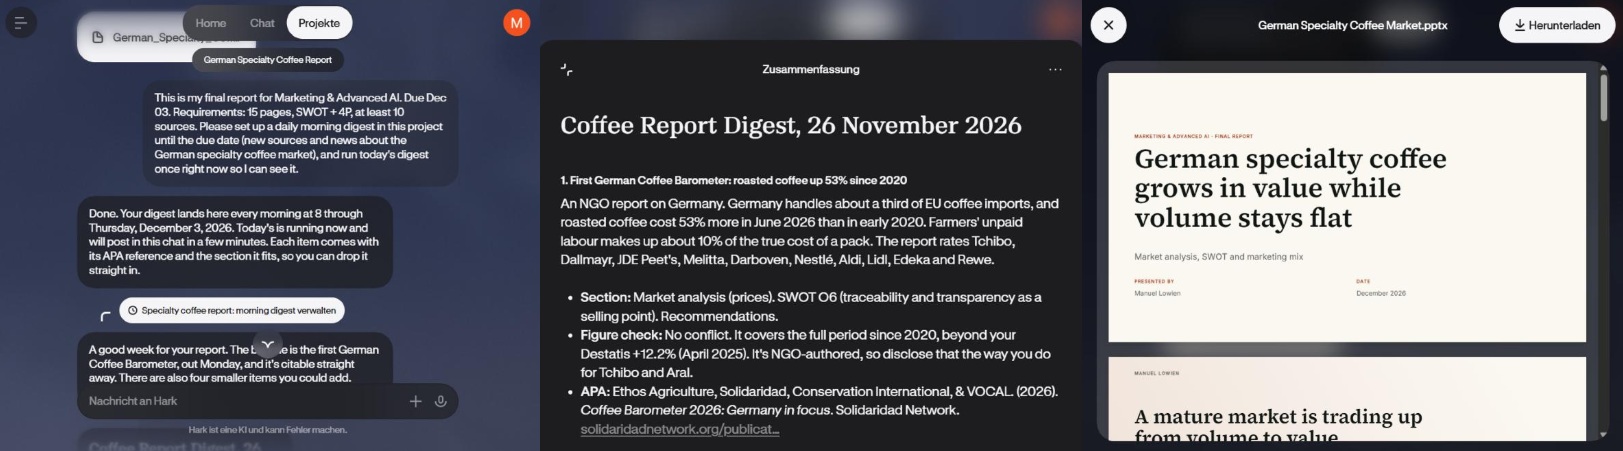 Home
Chat
Projekte
M
German Specialty Coffee Report
This is my final report for Marketing & Advanced AI. Due Dec
03. Requirements: 15 pages, SWOT + 4P, at least 10
sources. Please set up a daily morning digest in this project
until the due date (new sources and news about the
German specialty coffee market), and run today's digest
once right now so I can see it.
Done. Your digest lands here every morning at 8 through
Thursday, December 3, 2026. Today's is running now and
will post in this chat in a few minutes. Each item comes with
its APA reference and the section it fits, so you can drop it
straight in.
Specialty coffee report: morning digest verwalten
A good week for your report. The is the first German
Coffee Barometer, out Monday, and it's citable straight
away. There are also four smaller items you could add.
Nachricht an Hark
Hark ist eine KI und kann Fehler machen.
Coffee Report Digest, 26
Zusammenfassung
Coffee Report Digest, 26 November 2026
1. First German Coffee Barometer: roasted coffee up 53% since 2020
An NGO report on Germany. Germany handles about a third of EU coffee imports, and
roasted coffee cost 53% more in June 2026 than in early 2020. Farmers' unpaid
labour makes up about 10% of the true cost of a pack. The report rates Tchibo,
Dallmayr, JDE Peet's, Melitta, Darboven, Nestlé, Aldi, Lidl, Edeka and Rewe.
• Section: Market analysis (prices). SWOT O6 (traceability and transparency as a
selling point). Recommendations.
• Figure check: No conflict. It covers the full period since 2020, beyond your
Destatis +12.2% (April 2025). It's NGO-authored, so disclose that the way you do
for Tchibo and Aral.
• APA: Ethos Agriculture, Solidaridad, Conservation International, & VOCAL. (2026).
Coffee Barometer 2026: Germany in focus. Solidaridad Network.
solidaridadnetwork.org/publicat...
German Specialty Coffee Market.pptx
Herunterladen
MARKETING & ADVANCED AI · FINAL REPORT
German specialty coffee
grows in value while
volume stays flat
Market analysis, SWOT and marketing mix
PRESENTED BY
Manuel Lowien
DATE
December 2026
MANUEL LOWIEN
A mature market is trading up
from volume to value